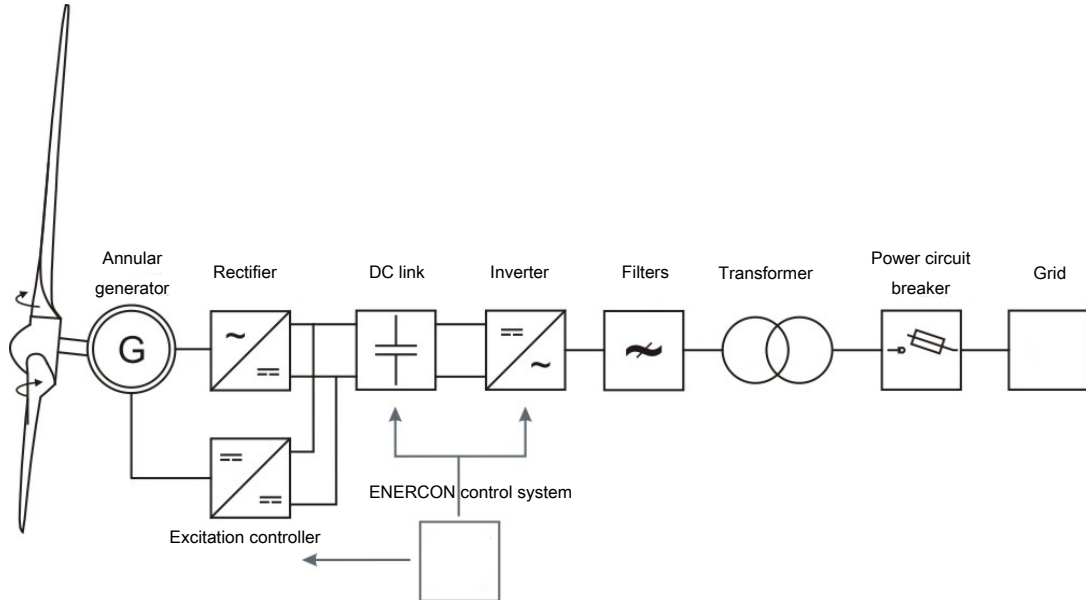 Annular
generator
Rectifier
DC link
Inverter
Filters
Transformer
Power circuit
breaker
Grid
G
ENERCON control system
Excitation controller